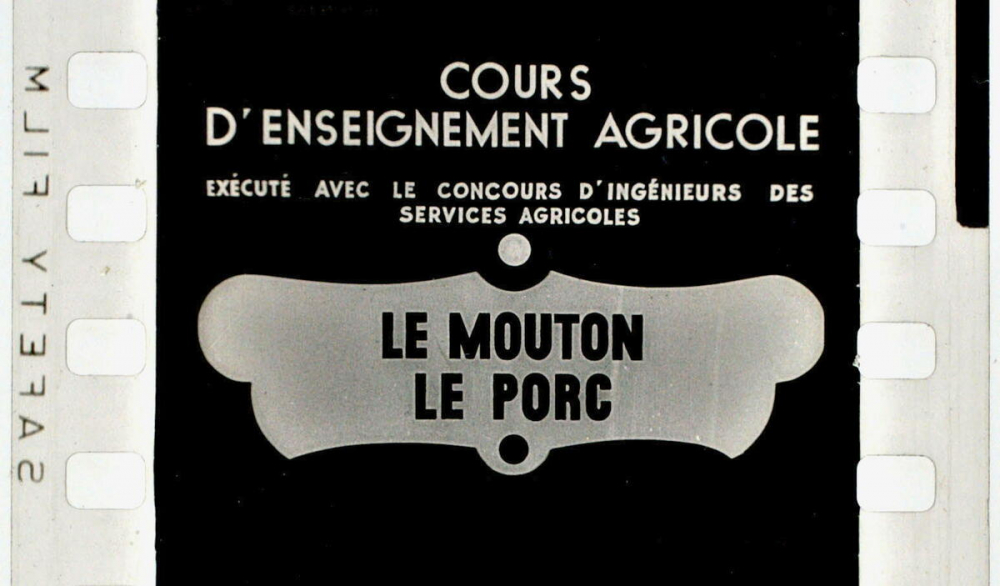 COURS
D'ENSEIGNEMENT AGRICOLE
EXÉCUTÉ AVEC LE CONCOURS D'INGÉNIEURS DES
SERVICES AGRICOLES
LE MOUTON
LE PORC
SAFETY FILM